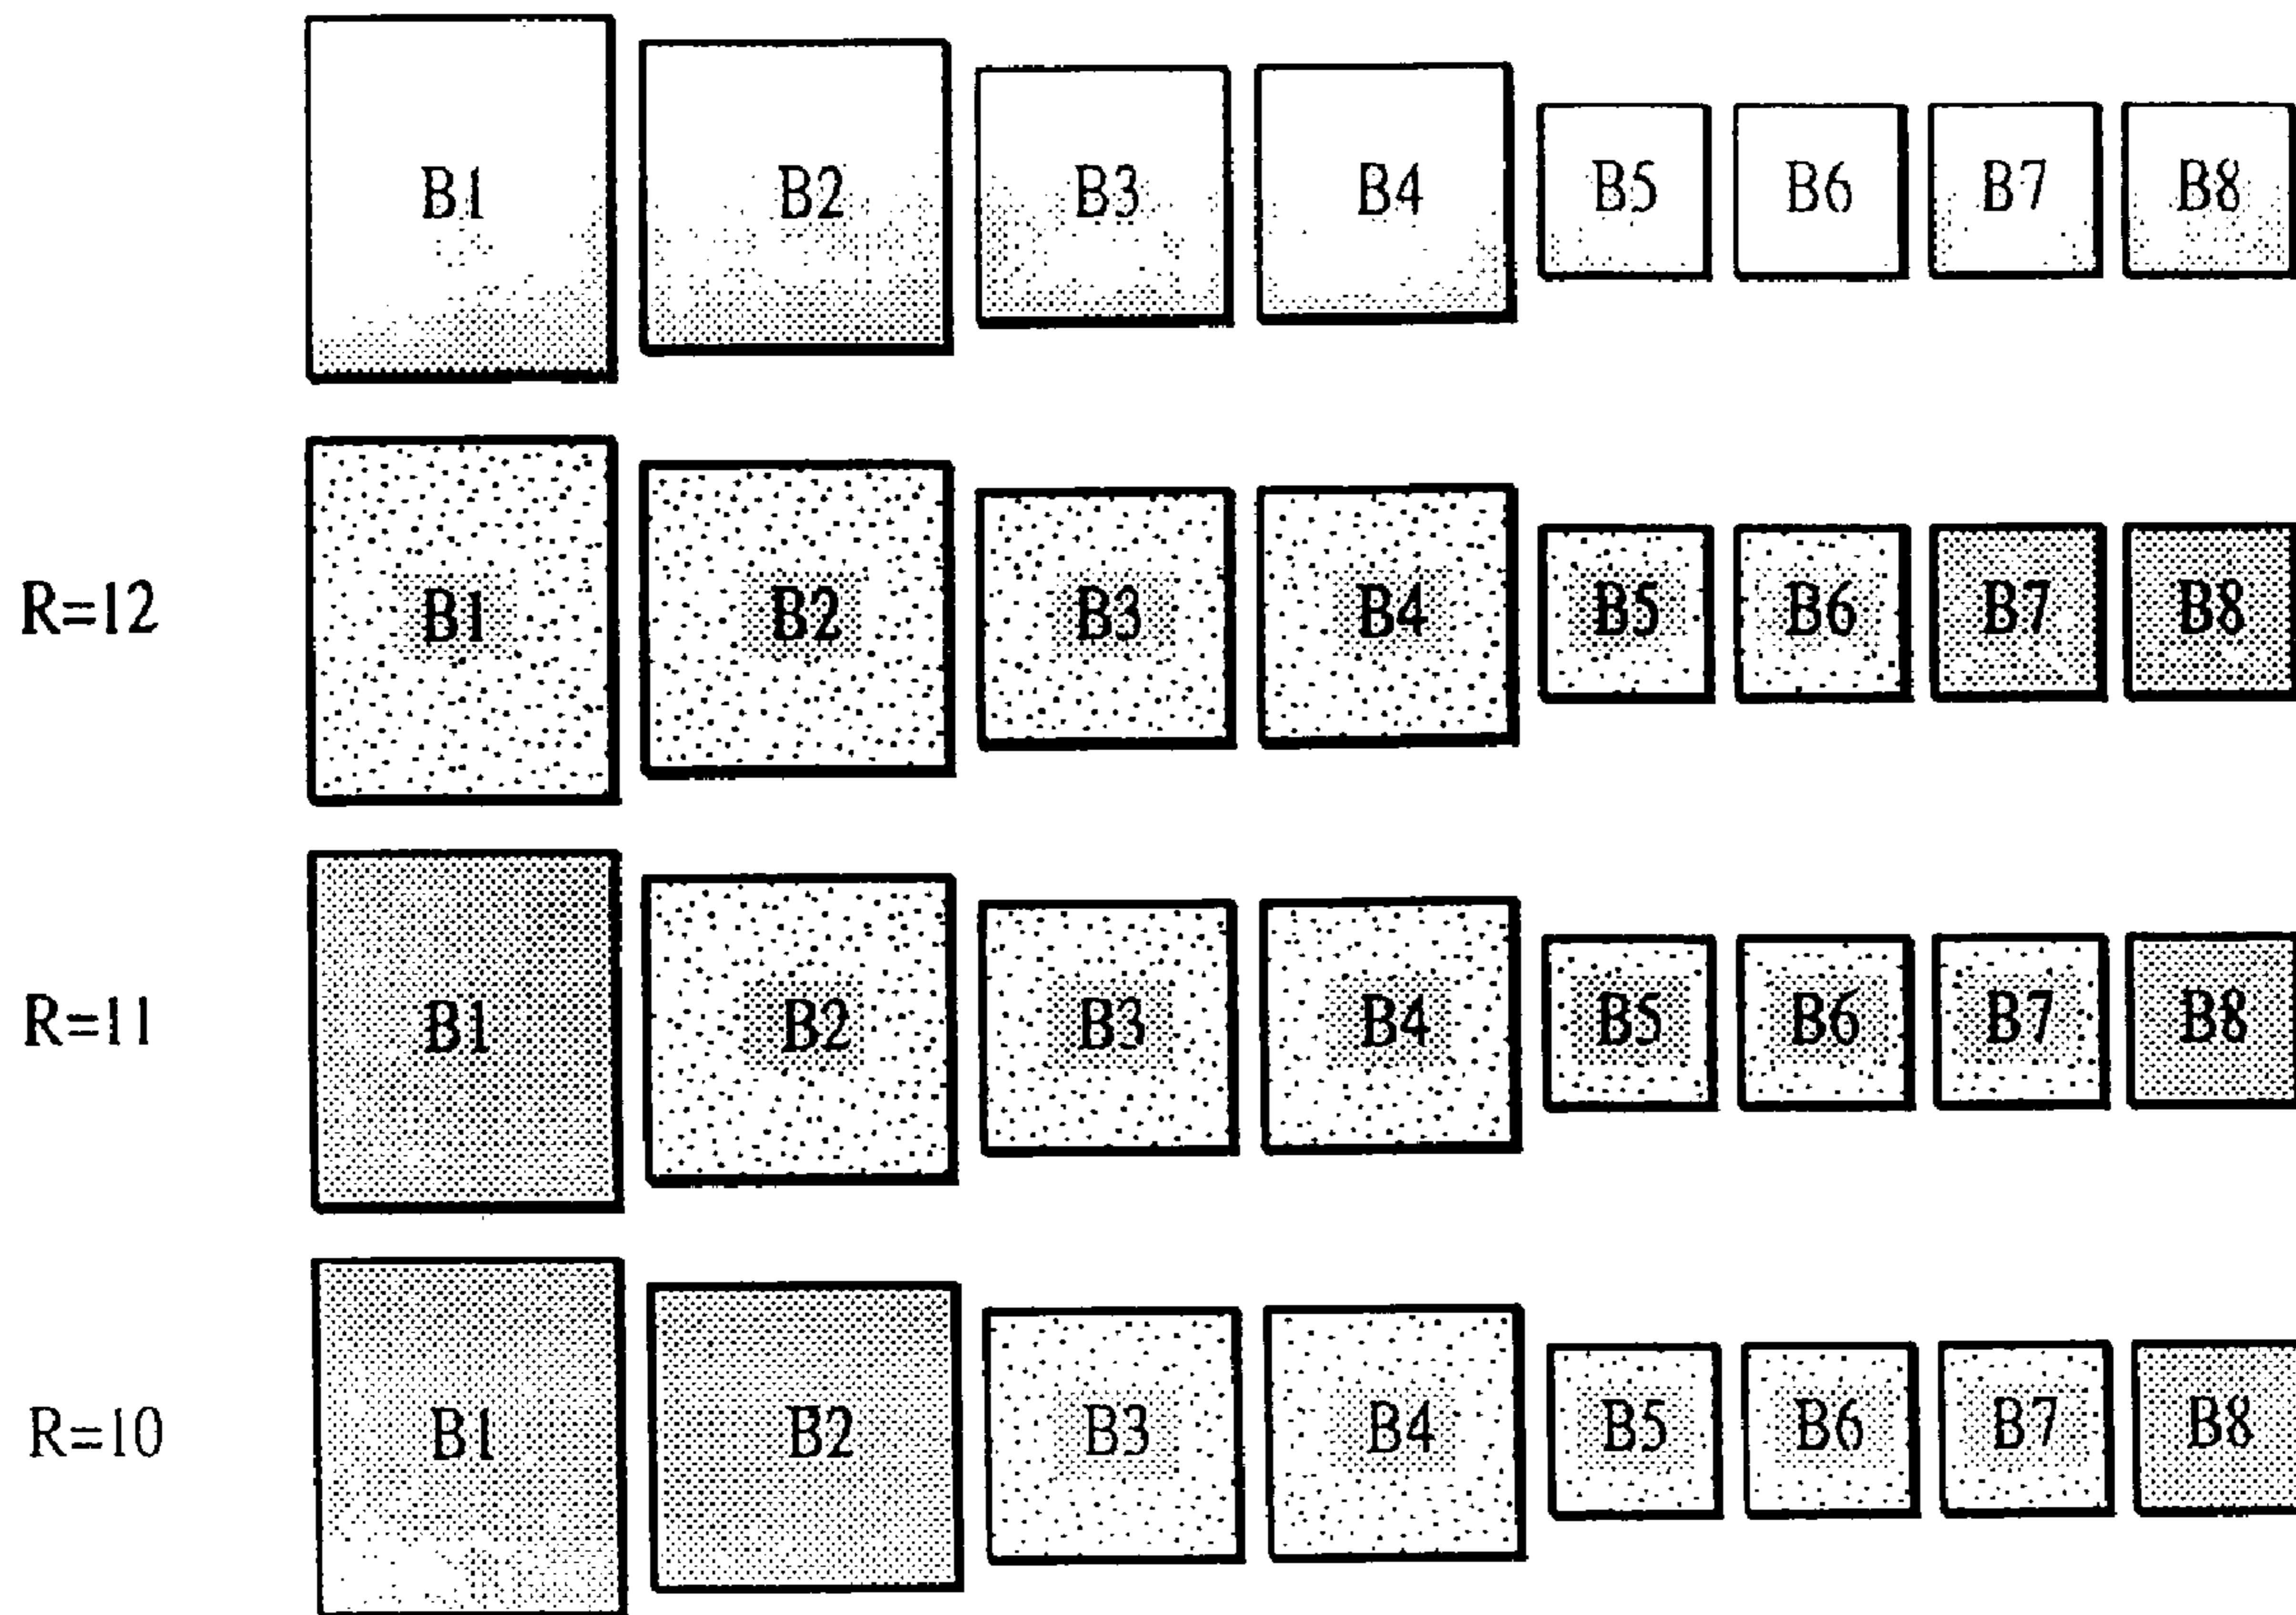 B1 B2 B3 B4 B5 B6 B7 B8
R=12 B1 B2 B3 B4 B5 B6 B7 B8
R=11 B1 B2 B3 B4 B5 B6 B7 B8
R=10 B1 B2 B3 B4 B5 B6 B7 B8